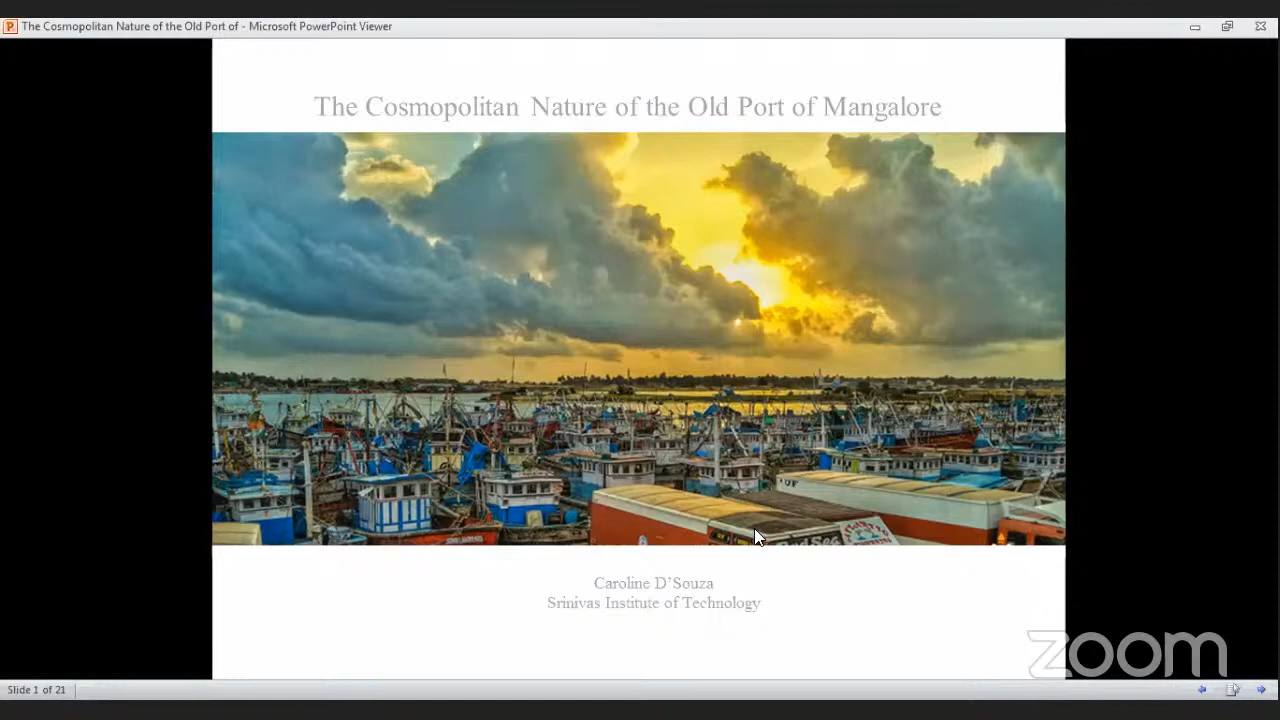 The Cosmopolitan Nature of the Old Port of - Microsoft PowerPoint Viewer
The Cosmopolitan Nature of the Old Port of Mangalore
Caroline D'Souza
Srinivas Institute of Technology
zoom
Slide 1 of 21